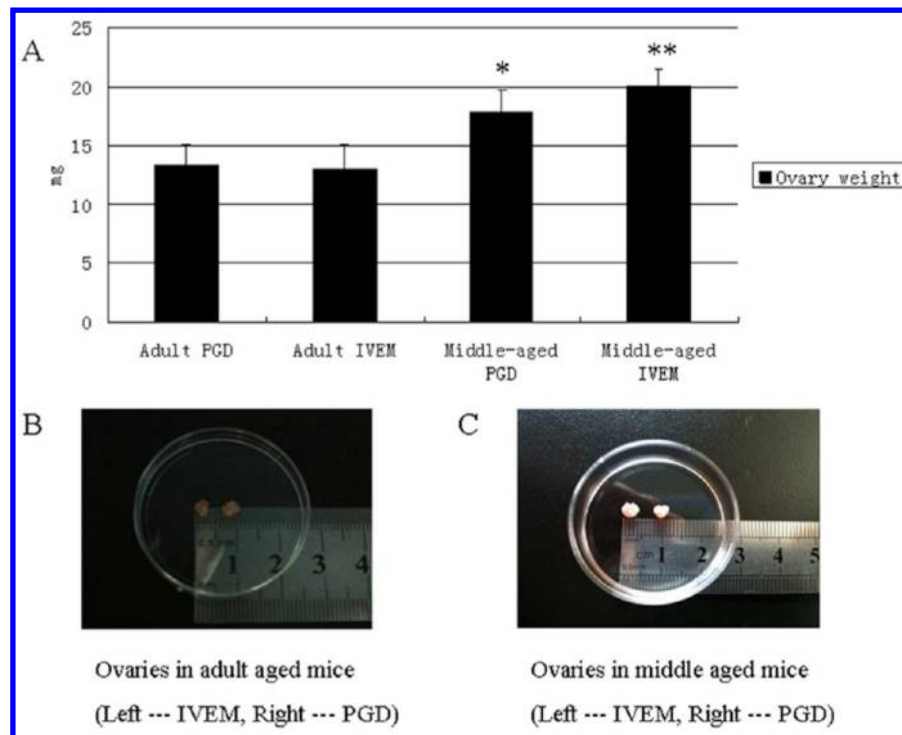 A
25
20
15
10
5
0
mg
*
**
Adult PGD
Adult IVEM
Middle-aged
PGD
Middle-aged
IVEM
Ovary weight
B
1 2 3 4
C
cm 1 2 3 4 5
Ovaries in adult aged mice
(Left --- IVEM, Right --- PGD)
Ovaries in middle aged mice
(Left --- IVEM, Right --- PGD)